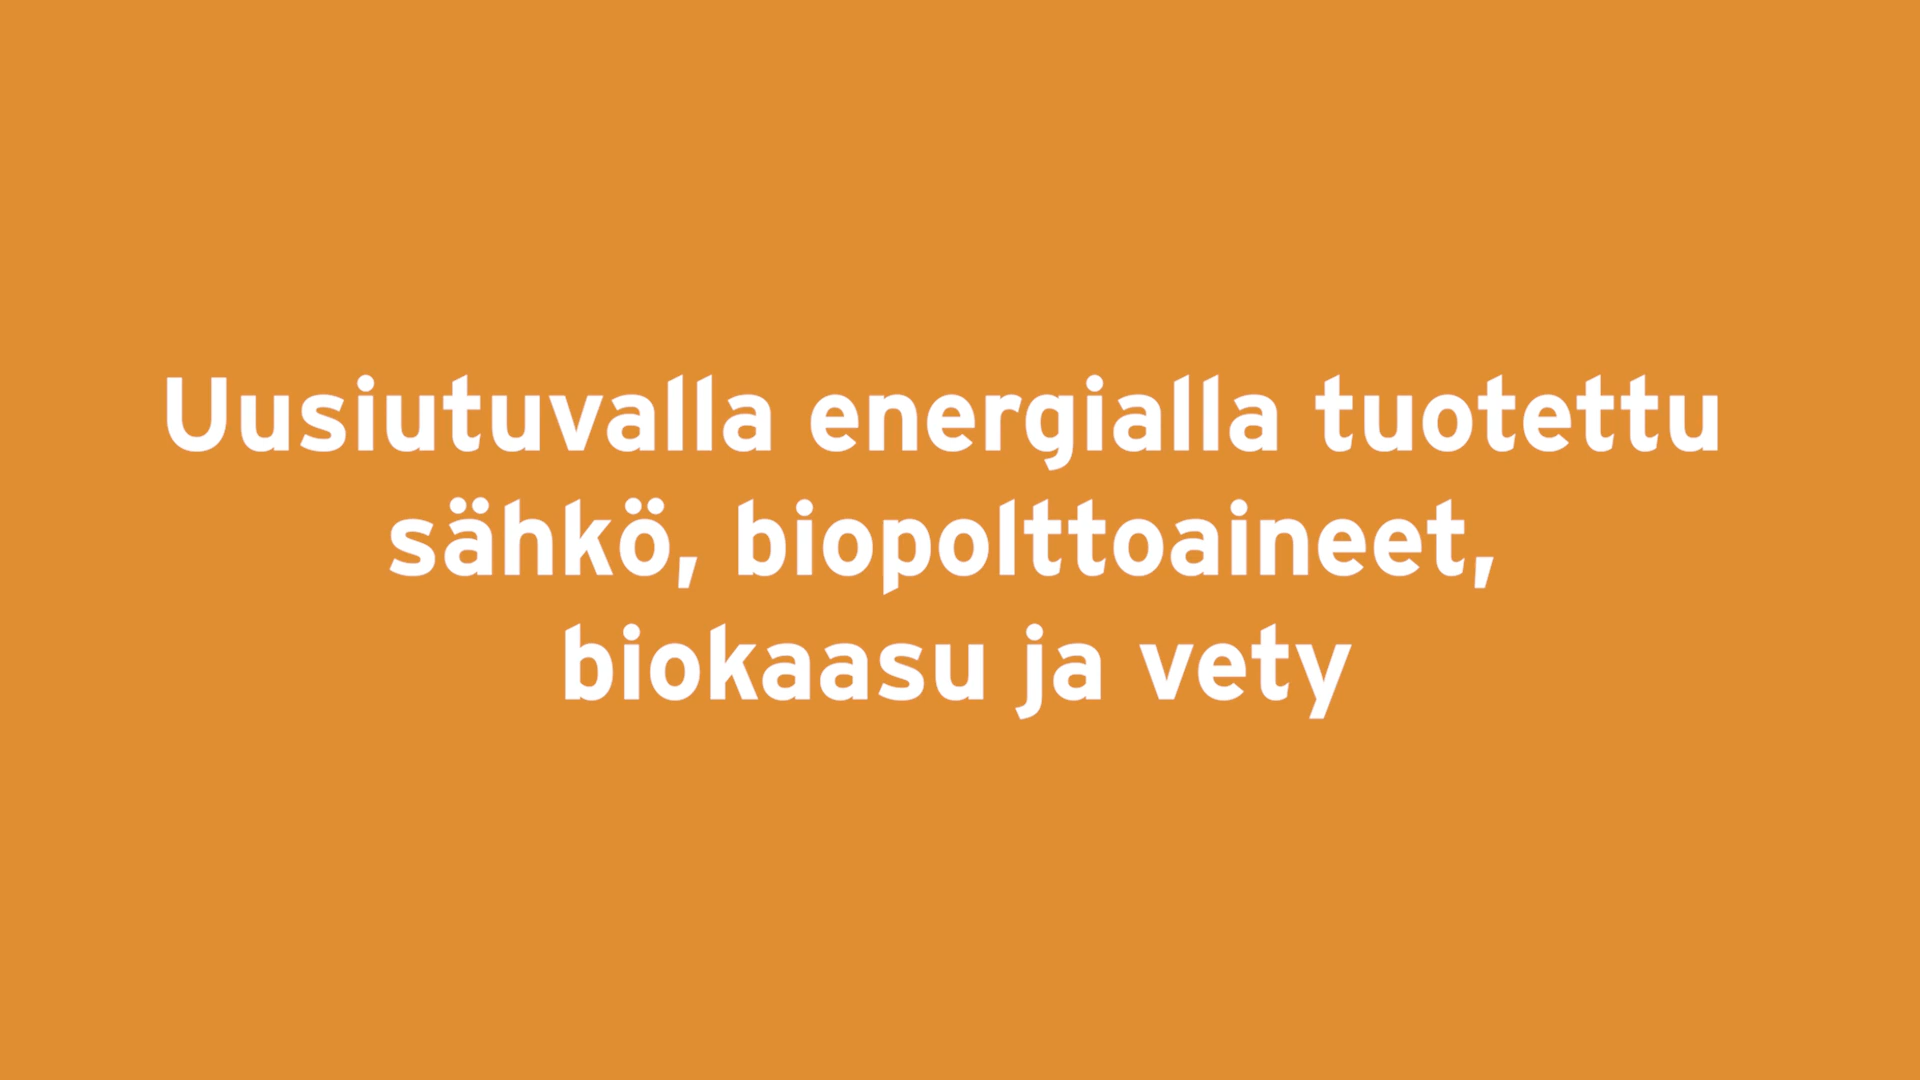 Uusiutuvalla energialla tuotettu
sähkö, biopolttoaineet,
biokaasu ja vety